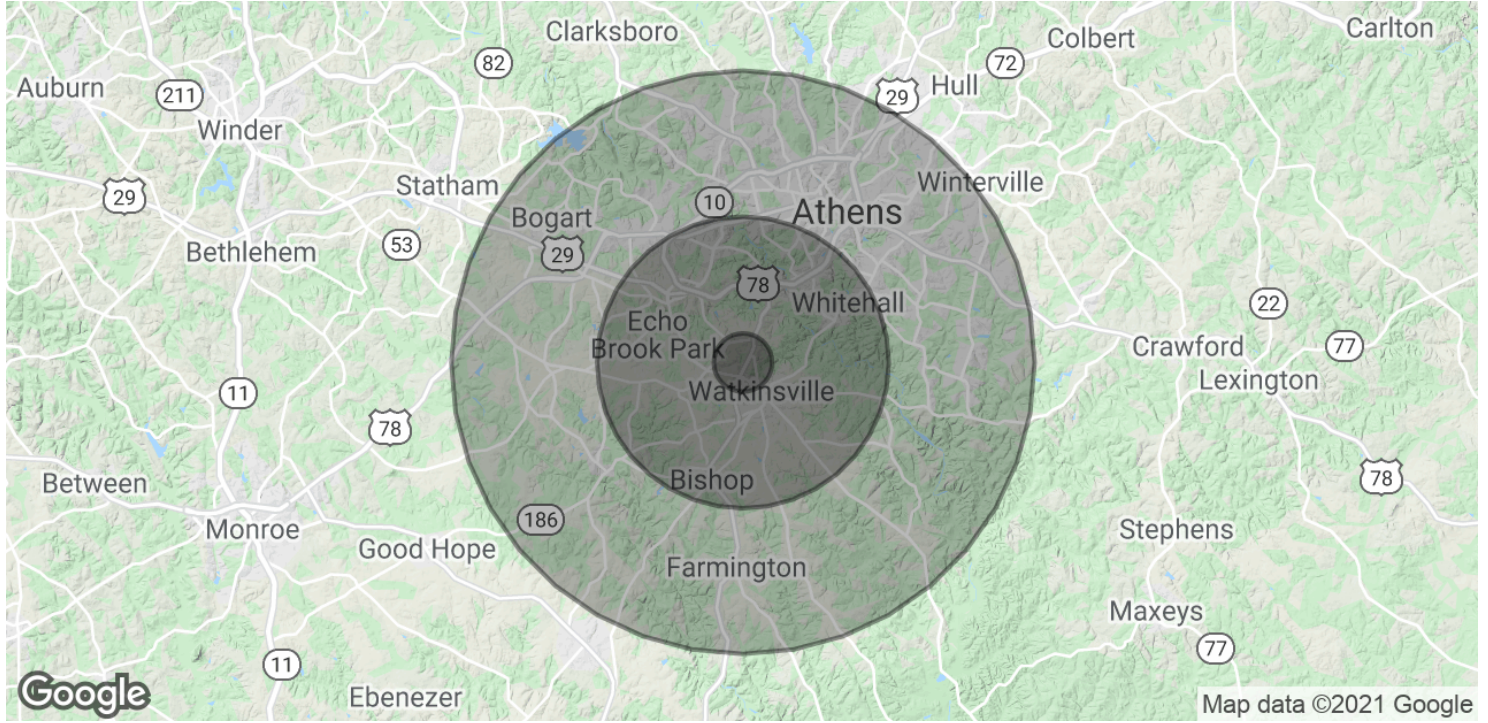 Clarksboro
Colbert
Carlton
82
72
Auburn
211
29
Hull
Winder
Winterville
Statham
29
10
Athens
Bogart
53
Bethlehem
29
78
Whitehall
22
Echo
Brook Park
Crawford
77
Lexington
11
Watkinsville
78
Between
Bishop
78
186
Monroe
Stephens
Good Hope
Farmington
Maxeys
77
11
Ebenezer
Google
Map data ©2021 Google